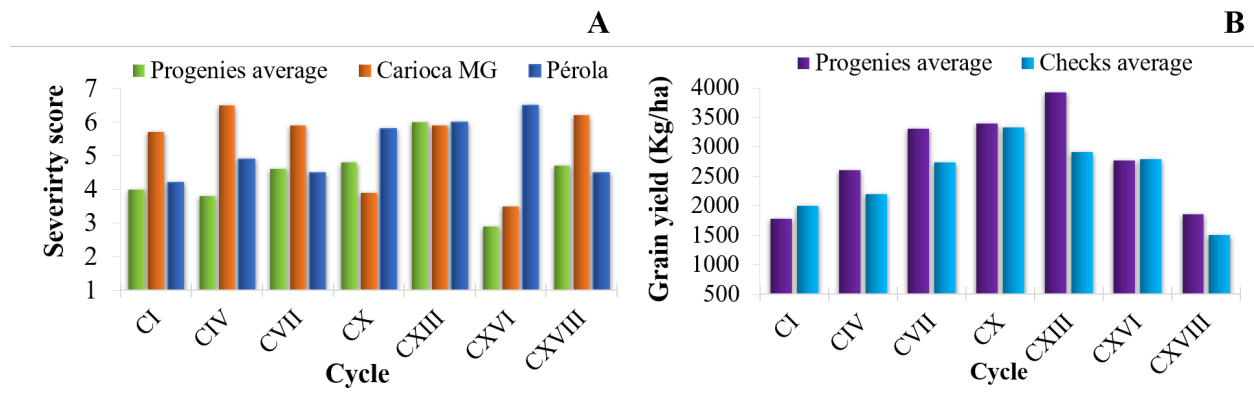 A
Progenies average Carioca MG Pérola
Severirty score
7
6
5
4
3
2
1
CI CIV CVII CX CXIII CXVI CXVIII
Cycle
B
Progenies average Checks average
Grain yield (Kg/ha)
4000
3500
3000
2500
2000
1500
1000
500
CI CIV CVII CX CXIII CXVI CXVIII
Cycle